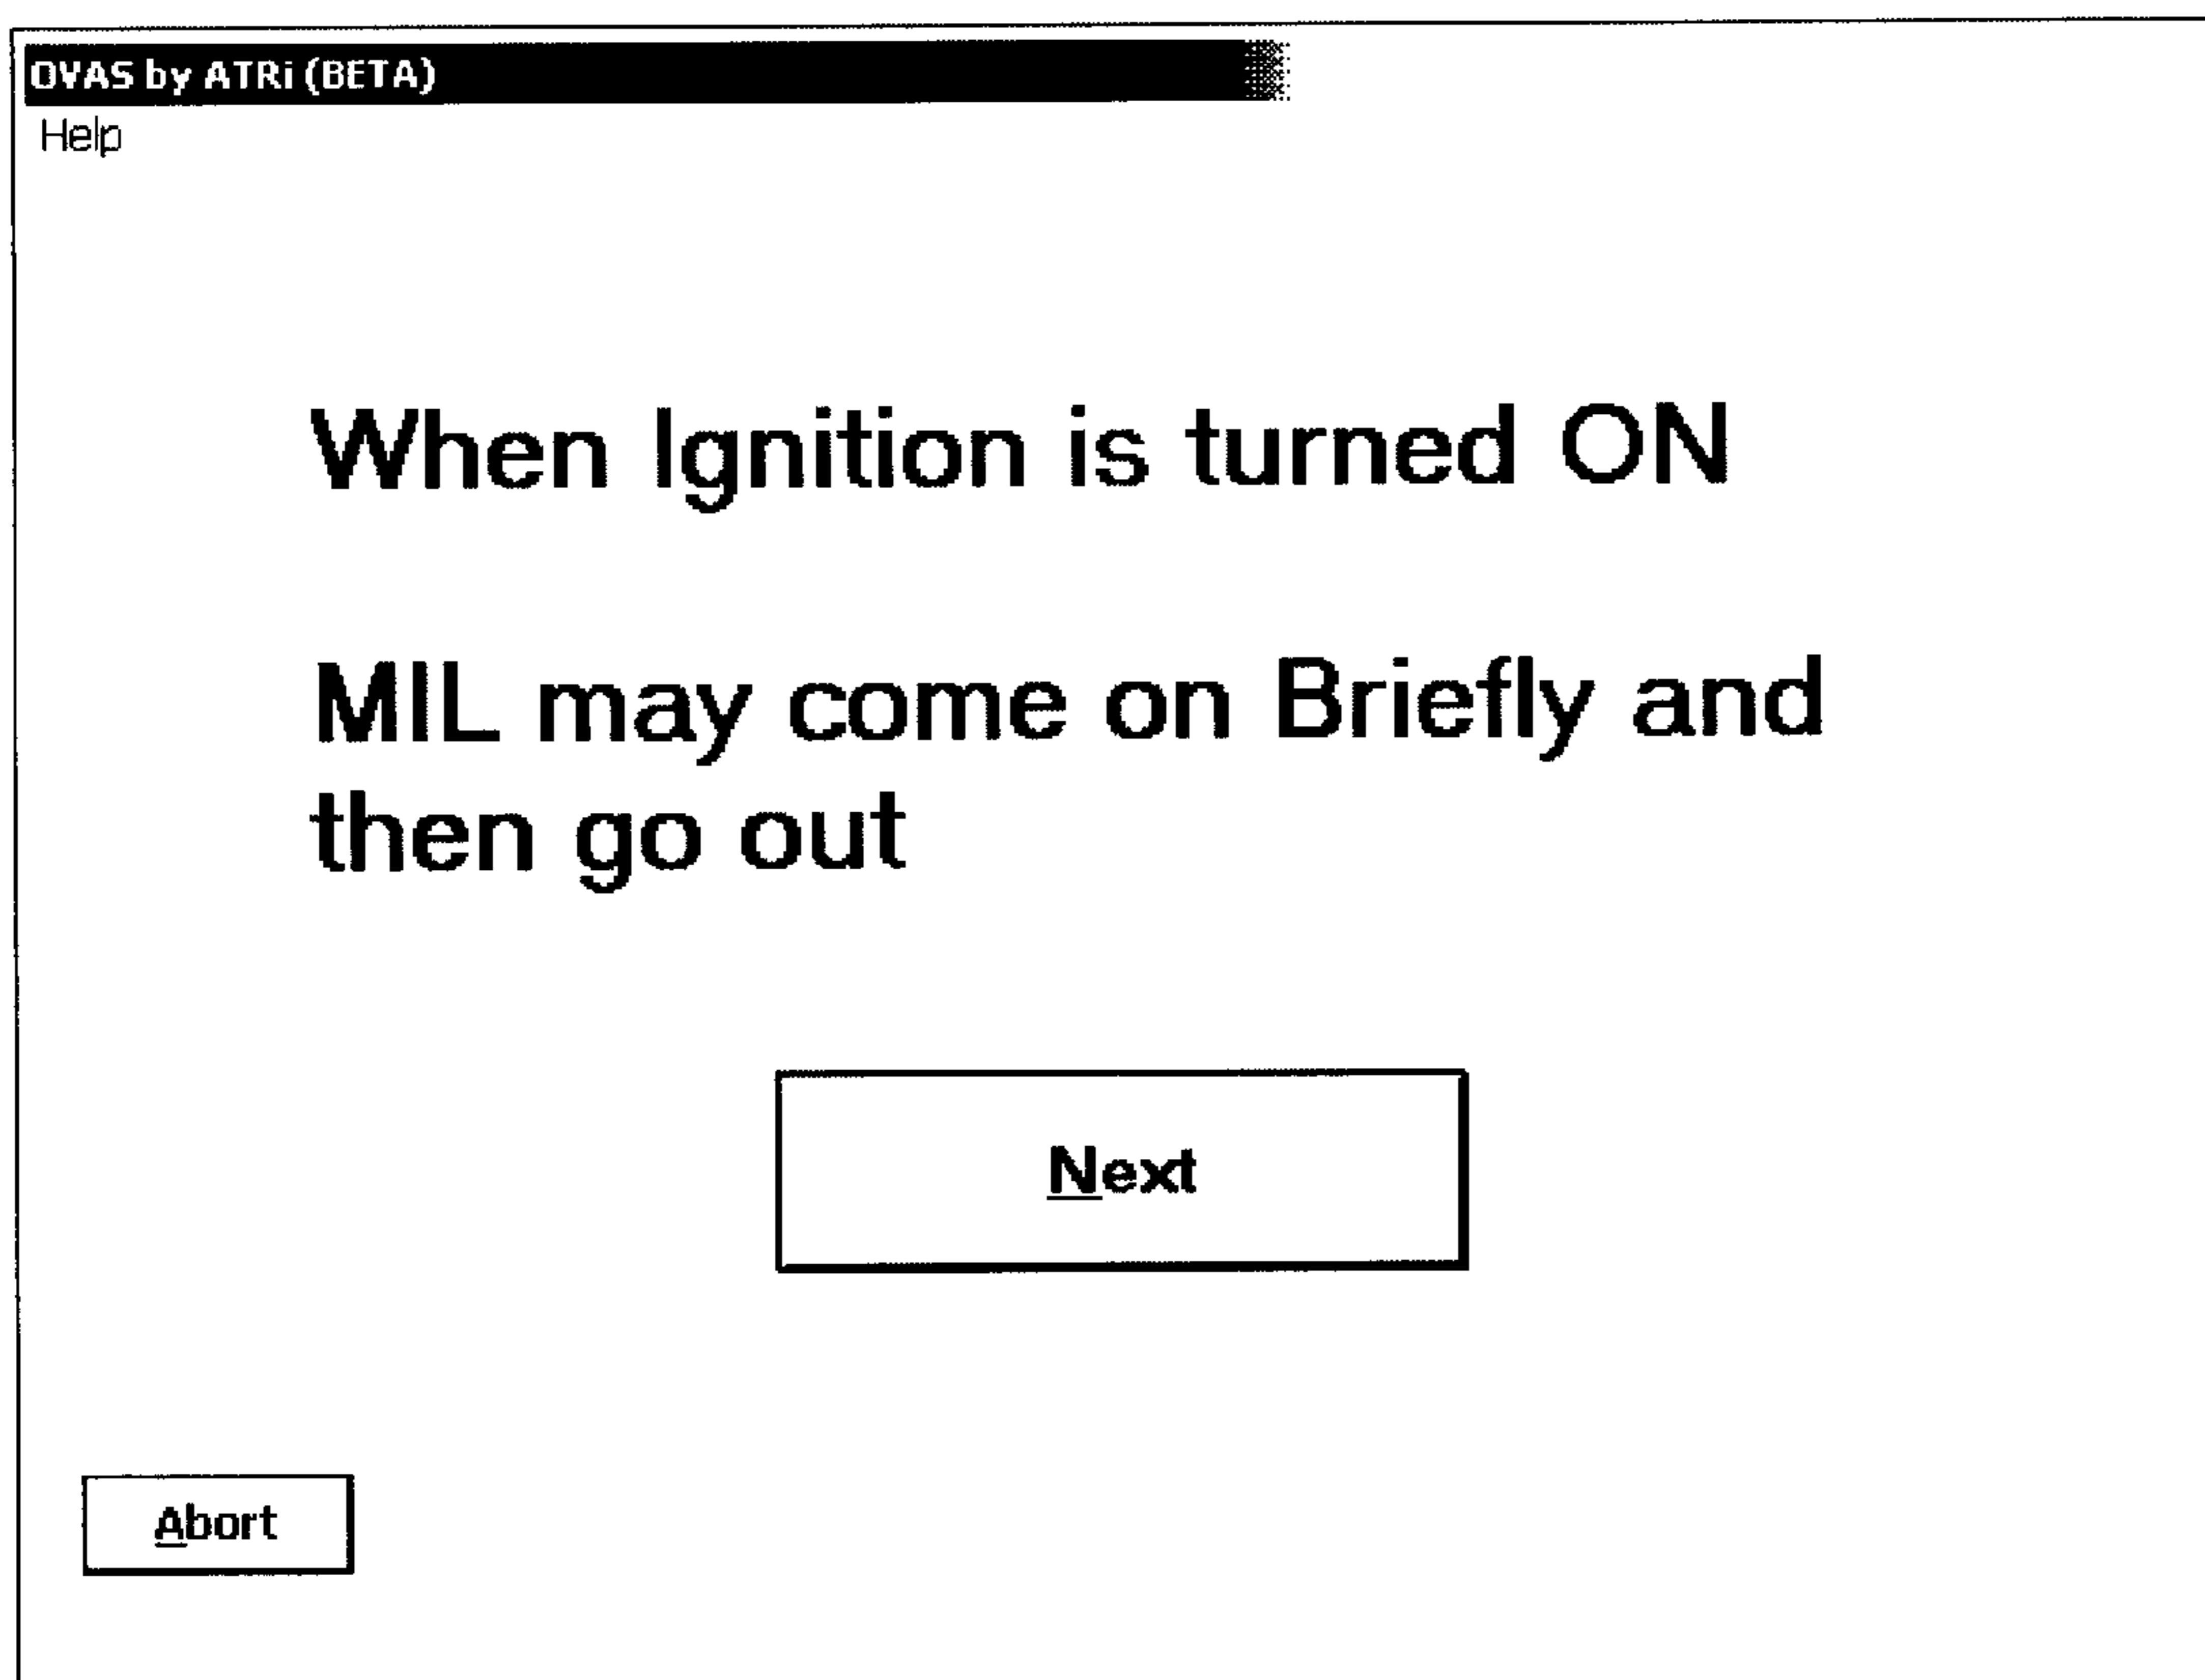 OYAS by ATRi (BETA)
Help
When Ignition is turned ON
MIL may come on Briefly and
then go out
Next
Abort